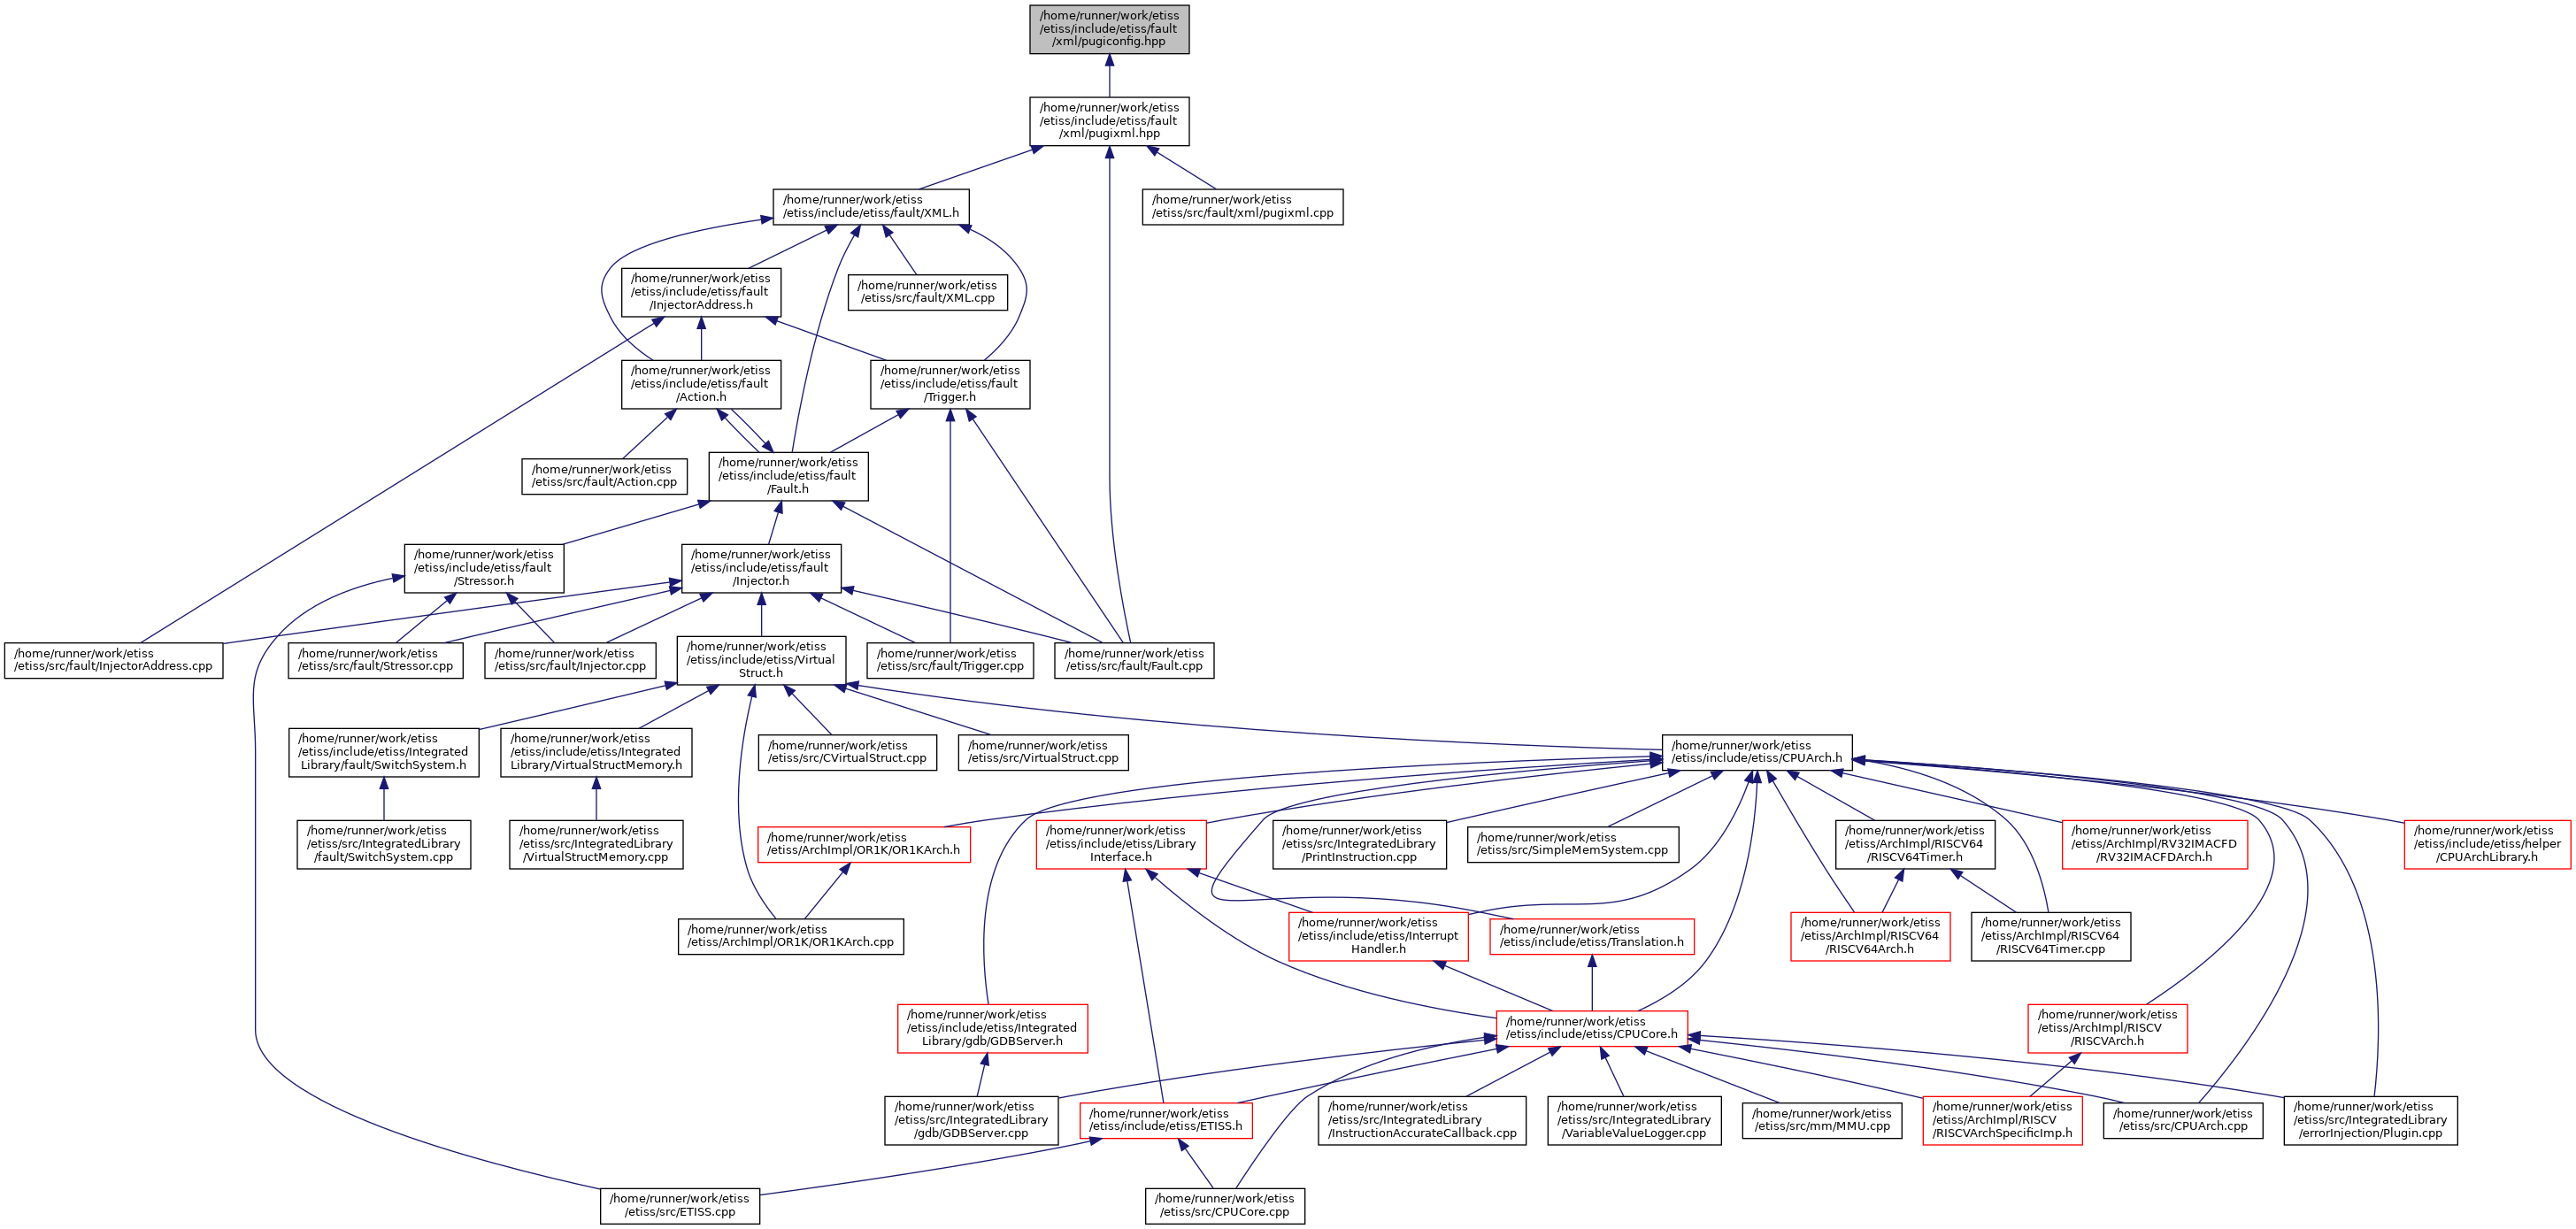 /home/runner/work/etiss
/etiss/include/etiss/fault
/xml/pugiconfig.hpp
/home/runner/work/etiss
/etiss/include/etiss/fault
/xml/pugixml.hpp
/home/runner/work/etiss
/etiss/include/etiss/fault/XML.h
/home/runner/work/etiss
/etiss/src/fault/xml/pugixml.cpp
/home/runner/work/etiss
/etiss/include/etiss/fault
/InjectorAddress.h
/home/runner/work/etiss
/etiss/src/fault/XML.cpp
/home/runner/work/etiss
/etiss/include/etiss/fault
/Action.h
/home/runner/work/etiss
/etiss/include/etiss/fault
/Trigger.h
/home/runner/work/etiss
/etiss/src/fault/Action.cpp
/home/runner/work/etiss
/etiss/include/etiss/fault
/Fault.h
/home/runner/work/etiss
/etiss/include/etiss/fault
/Stressor.h
/home/runner/work/etiss
/etiss/include/etiss/fault
/Injector.h
/home/runner/work/etiss
/etiss/src/fault/InjectorAddress.cpp
/home/runner/work/etiss
/etiss/src/fault/Stressor.cpp
/home/runner/work/etiss
/etiss/src/fault/Injector.cpp
/home/runner/work/etiss
/etiss/include/etiss/Virtual
Struct.h
/home/runner/work/etiss
/etiss/src/fault/Trigger.cpp
/home/runner/work/etiss
/etiss/src/fault/Fault.cpp
/home/runner/work/etiss
/etiss/include/etiss/Integrated
Library/fault/SwitchSystem.h
/home/runner/work/etiss
/etiss/include/etiss/Integrated
Library/VirtualStructMemory.h
/home/runner/work/etiss
/etiss/src/CVirtualStruct.cpp
/home/runner/work/etiss
/etiss/src/VirtualStruct.cpp
/home/runner/work/etiss
/etiss/include/etiss/CPUArch.h
/home/runner/work/etiss
/etiss/src/IntegratedLibrary
/fault/SwitchSystem.cpp
/home/runner/work/etiss
/etiss/src/IntegratedLibrary
/VirtualStructMemory.cpp
/home/runner/work/etiss
/etiss/ArchImpl/OR1K/OR1KArch.h
/home/runner/work/etiss
/etiss/include/etiss/Library
Interface.h
/home/runner/work/etiss
/etiss/src/IntegratedLibrary
/PrintInstruction.cpp
/home/runner/work/etiss
/etiss/src/SimpleMemSystem.cpp
/home/runner/work/etiss
/etiss/ArchImpl/RISCV64
/RISCV64Timer.h
/home/runner/work/etiss
/etiss/ArchImpl/RV32IMACFD
/RV32IMACFDArch.h
/home/runner/work/etiss
/etiss/include/etiss/helper
/CPUArchLibrary.h
/home/runner/work/etiss
/etiss/ArchImpl/OR1K/OR1KArch.cpp
/home/runner/work/etiss
/etiss/include/etiss/Interrupt
Handler.h
/home/runner/work/etiss
/etiss/include/etiss/Translation.h
/home/runner/work/etiss
/etiss/ArchImpl/RISCV64
/RISCV64Arch.h
/home/runner/work/etiss
/etiss/ArchImpl/RISCV64
/RISCV64Timer.cpp
/home/runner/work/etiss
/etiss/include/etiss/Integrated
Library/gdb/GDBServer.h
/home/runner/work/etiss
/etiss/include/etiss/CPUCore.h
/home/runner/work/etiss
/etiss/ArchImpl/RISCV
/RISCVArch.h
/home/runner/work/etiss
/etiss/src/IntegratedLibrary
/gdb/GDBServer.cpp
/home/runner/work/etiss
/etiss/include/etiss/ETISS.h
/home/runner/work/etiss
/etiss/src/IntegratedLibrary
/InstructionAccurateCallback.cpp
/home/runner/work/etiss
/etiss/src/IntegratedLibrary
/VariableValueLogger.cpp
/home/runner/work/etiss
/etiss/src/mm/MMU.cpp
/home/runner/work/etiss
/etiss/ArchImpl/RISCV
/RISCVArchSpecificImp.h
/home/runner/work/etiss
/etiss/src/CPUArch.cpp
/home/runner/work/etiss
/etiss/src/IntegratedLibrary
/errorInjection/Plugin.cpp
/home/runner/work/etiss
/etiss/src/ETISS.cpp
/home/runner/work/etiss
/etiss/src/CPUCore.cpp